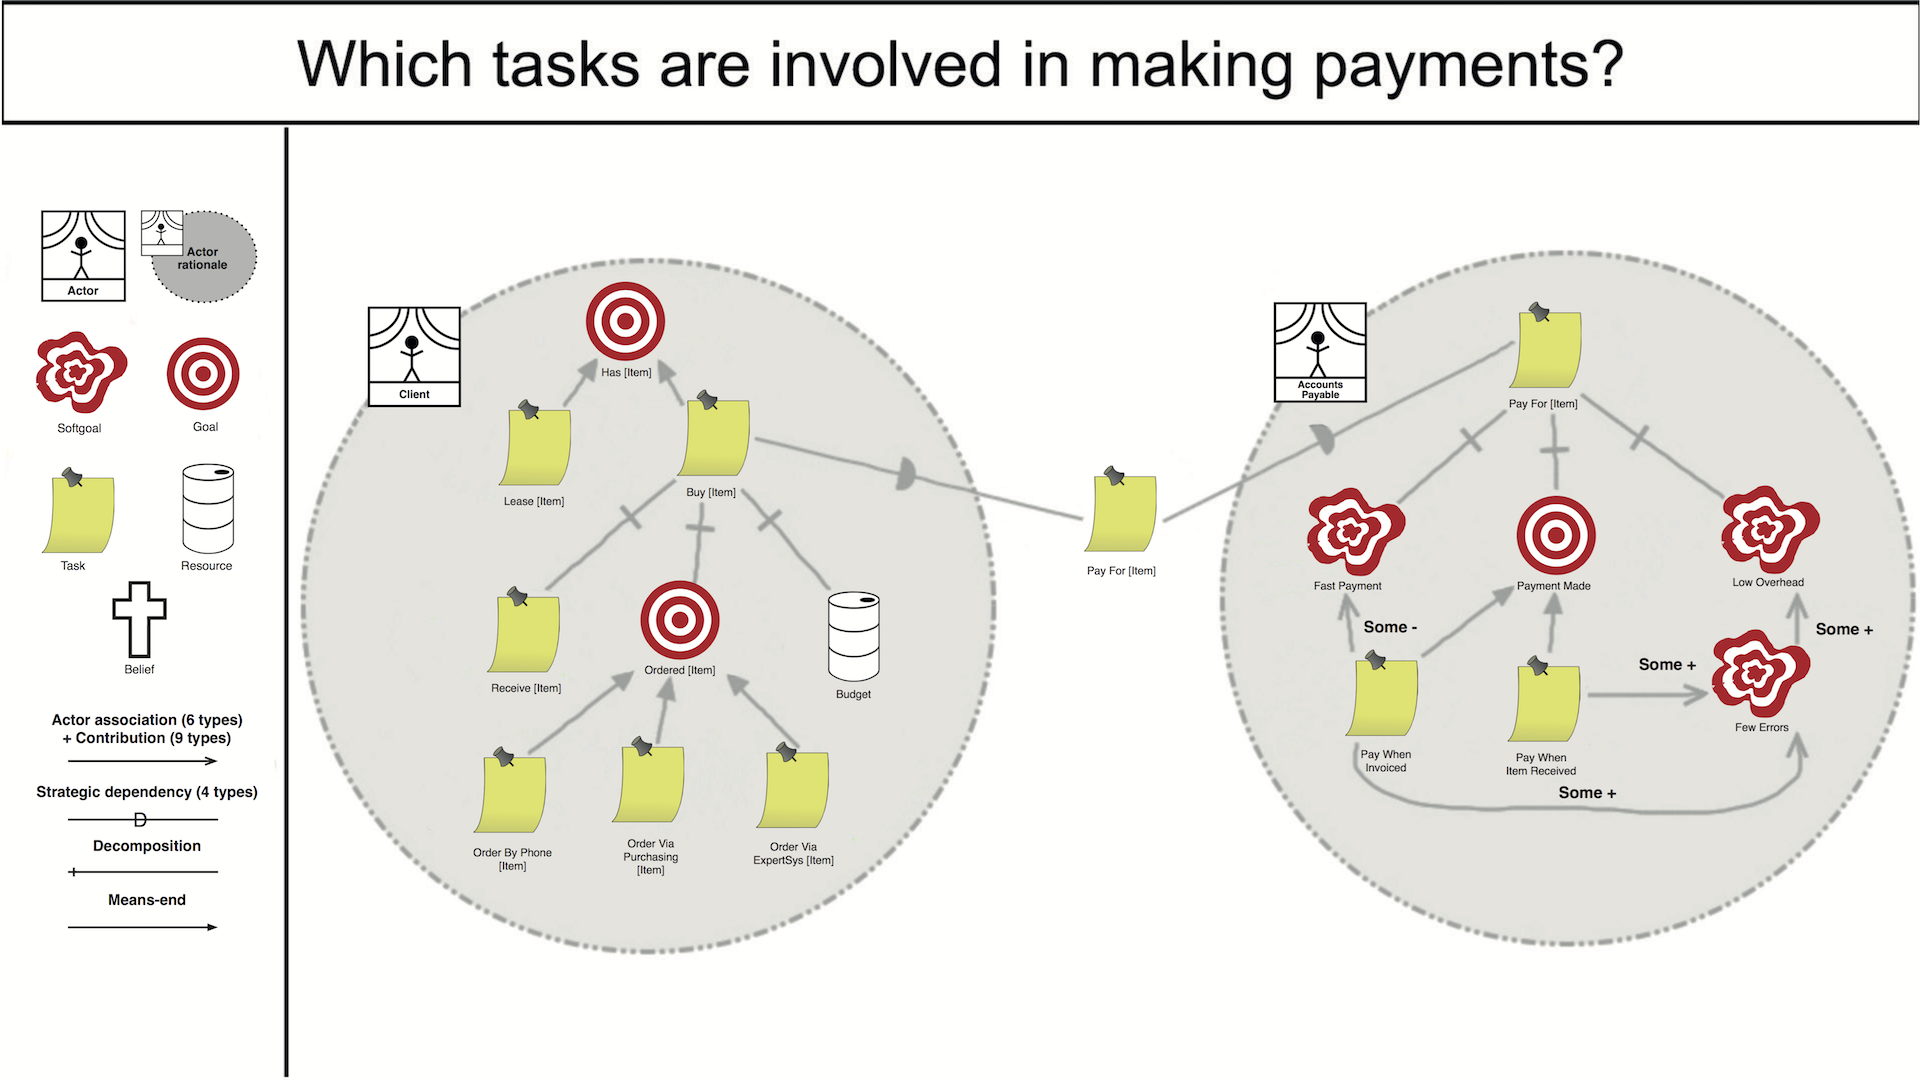 Which tasks are involved in making payments?
Actor
Actor
rationale
Softgoal
Goal
Task
Resource
Belief
Actor association (6 types)
+ Contribution (9 types)
Strategic dependency (4 types)
D
Decomposition
Means-end
Client
Has [Item]
Lease [Item]
Buy [Item]
Receive [Item]
Ordered [Item]
Budget
Order By Phone
[Item]
Order Via
Purchasing
[Item]
Order Via
ExpertSys [Item]
Pay For [Item]
Accounts
Payable
Pay For [Item]
Fast Payment
Payment Made
Low Overhead
Some -
Some +
Some +
Few Errors
Pay When
Invoiced
Pay When
Item Received
Some +